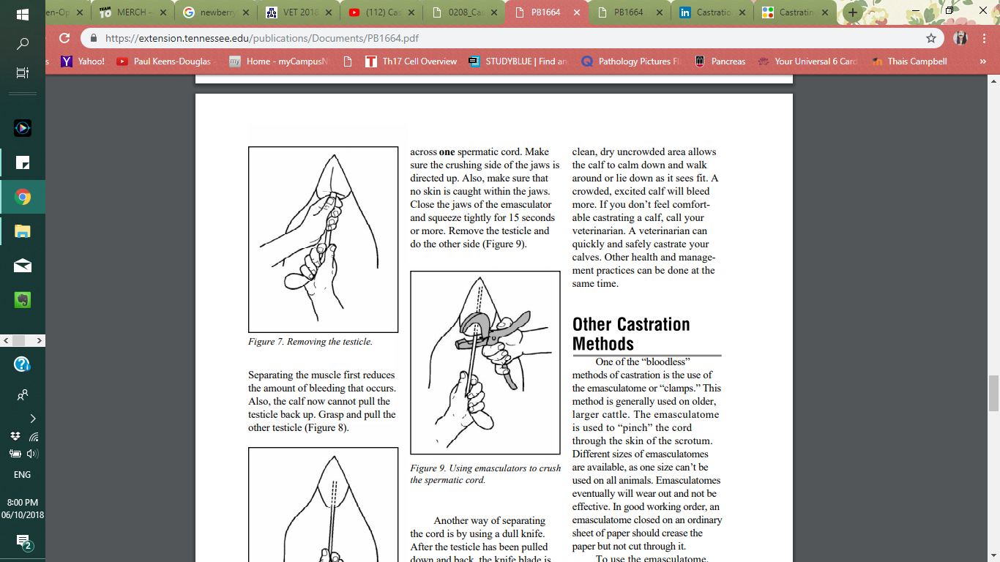 en-Op
MERCH -
newberry
VET 2018
(112) Cas
0208_Cas
PB1664
PB1664
Castratio
Castratin
https://extension.tennessee.edu/publications/Documents/PB1664.pdf
s
Yahoo!
Paul Keens-Douglas
my Home - myCampusN
Th17 Cell Overview
STUDYBLUE | Find an
Pathology Pictures Fl
Pancreas
Your Universal 6 Card
Thais Campbell
Figure 7. Removing the testicle.
Separating the muscle first reduces
the amount of bleeding that occurs.
Also, the calf now cannot pull the
testicle back up. Grasp and pull the
other testicle (Figure 8).
across one spermatic cord. Make
sure the crushing side of the jaws is
directed up. Also, make sure that
no skin is caught within the jaws.
Close the jaws of the emasculator
and squeeze tightly for 15 seconds
or more. Remove the testicle and
do the other side (Figure 9).
Figure 9. Using emasculators to crush
the spermatic cord.
Another way of separating
the cord is by using a dull knife.
After the testicle has been pulled
down and back, the knife blade is
clean, dry uncrowded area allows
the calf to calm down and walk
around or lie down as it sees fit. A
crowded, excited calf will bleed
more. If you don't feel comfort-
able castrating a calf, call your
veterinarian. A veterinarian can
quickly and safely castrate your
calves. Other health and manage-
ment practices can be done at the
same time.
Other Castration
Methods
One of the "bloodless"
methods of castration is the use of
the emasculatome or "clamps." This
method is generally used on older,
larger cattle. The emasculatome
is used to "pinch" the cord
through the skin of the scrotum.
Different sizes of emasculatomes
are available, as one size can't be
used on all animals. Emasculatomes
eventually will wear out and not be
effective. In good working order, an
emasculatome closed on an ordinary
sheet of paper should crease the
paper but not cut through it.
To use the emasculatome,
ENG
8:00 PM
06/10/2018
2